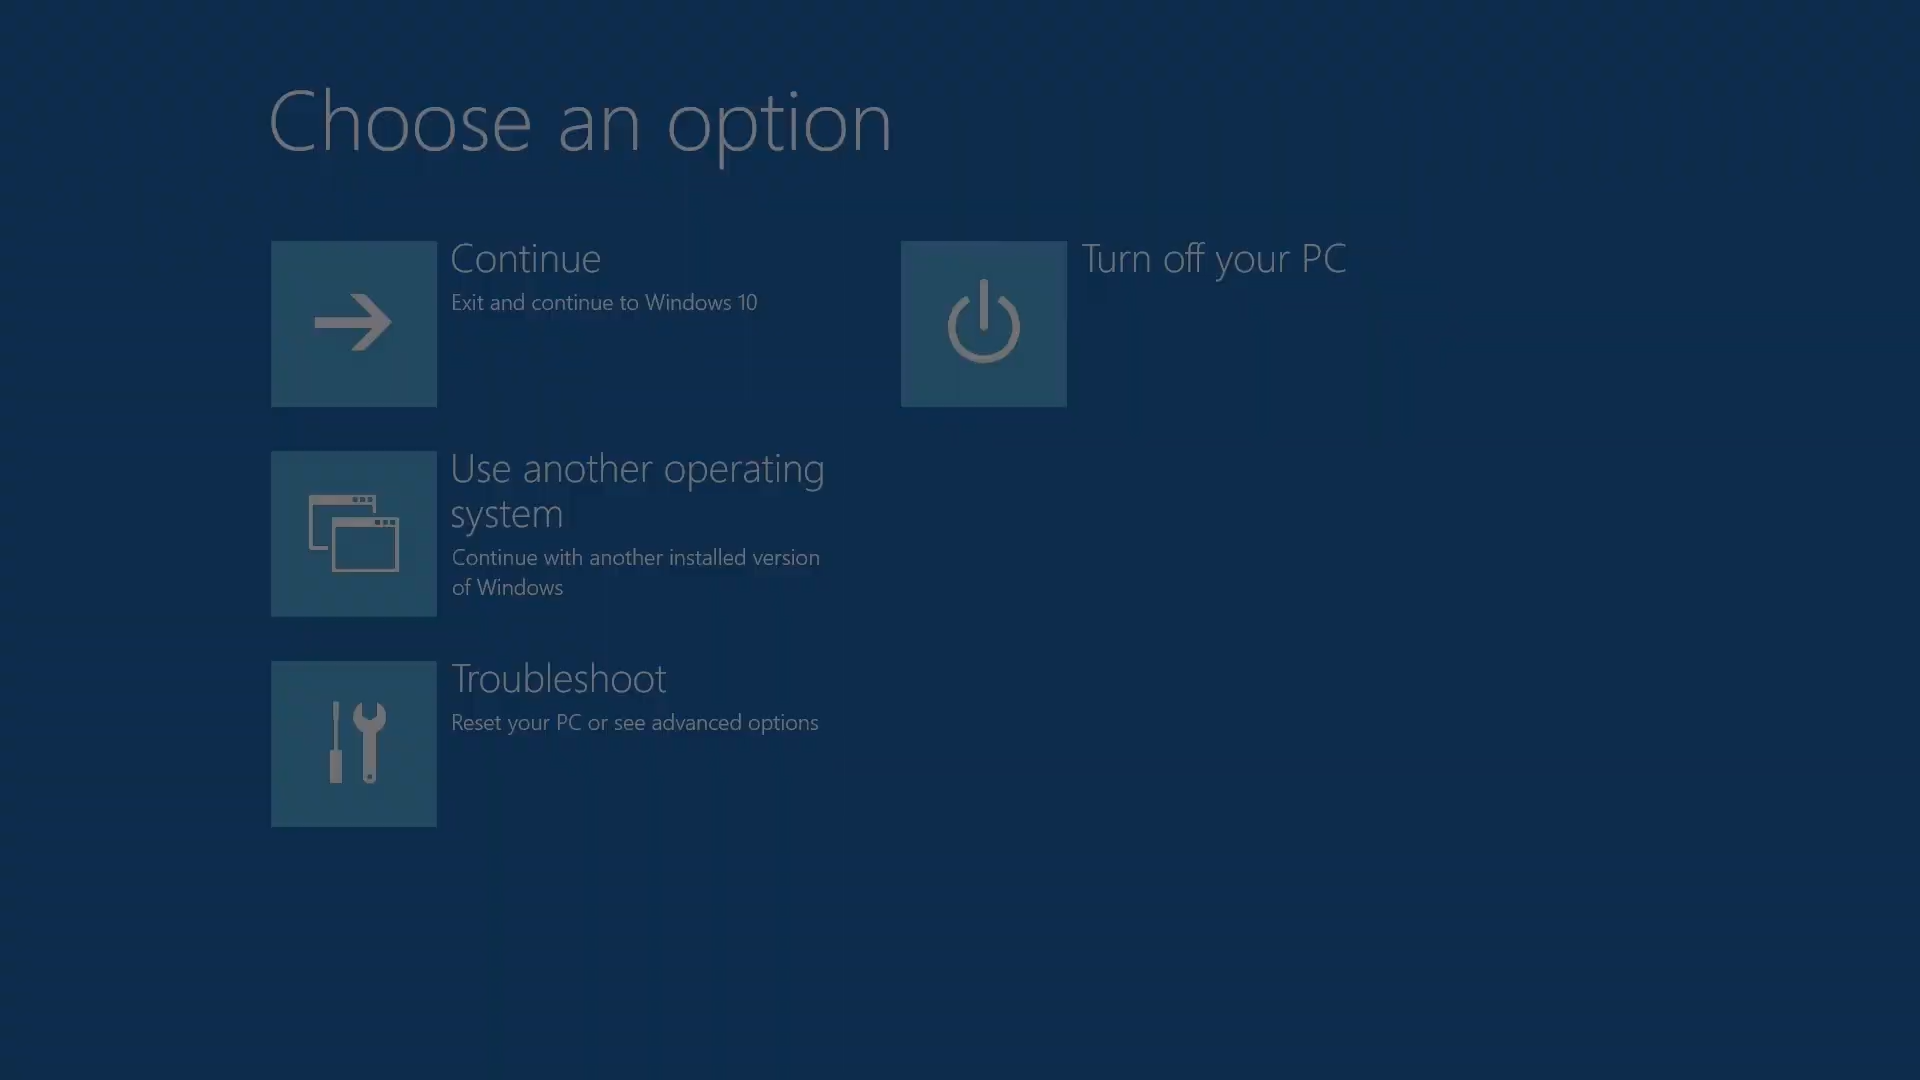 Choose an option
Continue
Exit and continue to Windows 10
Turn off your PC
Use another operating
system
Continue with another installed version
of Windows
Troubleshoot
Reset your PC or see advanced options